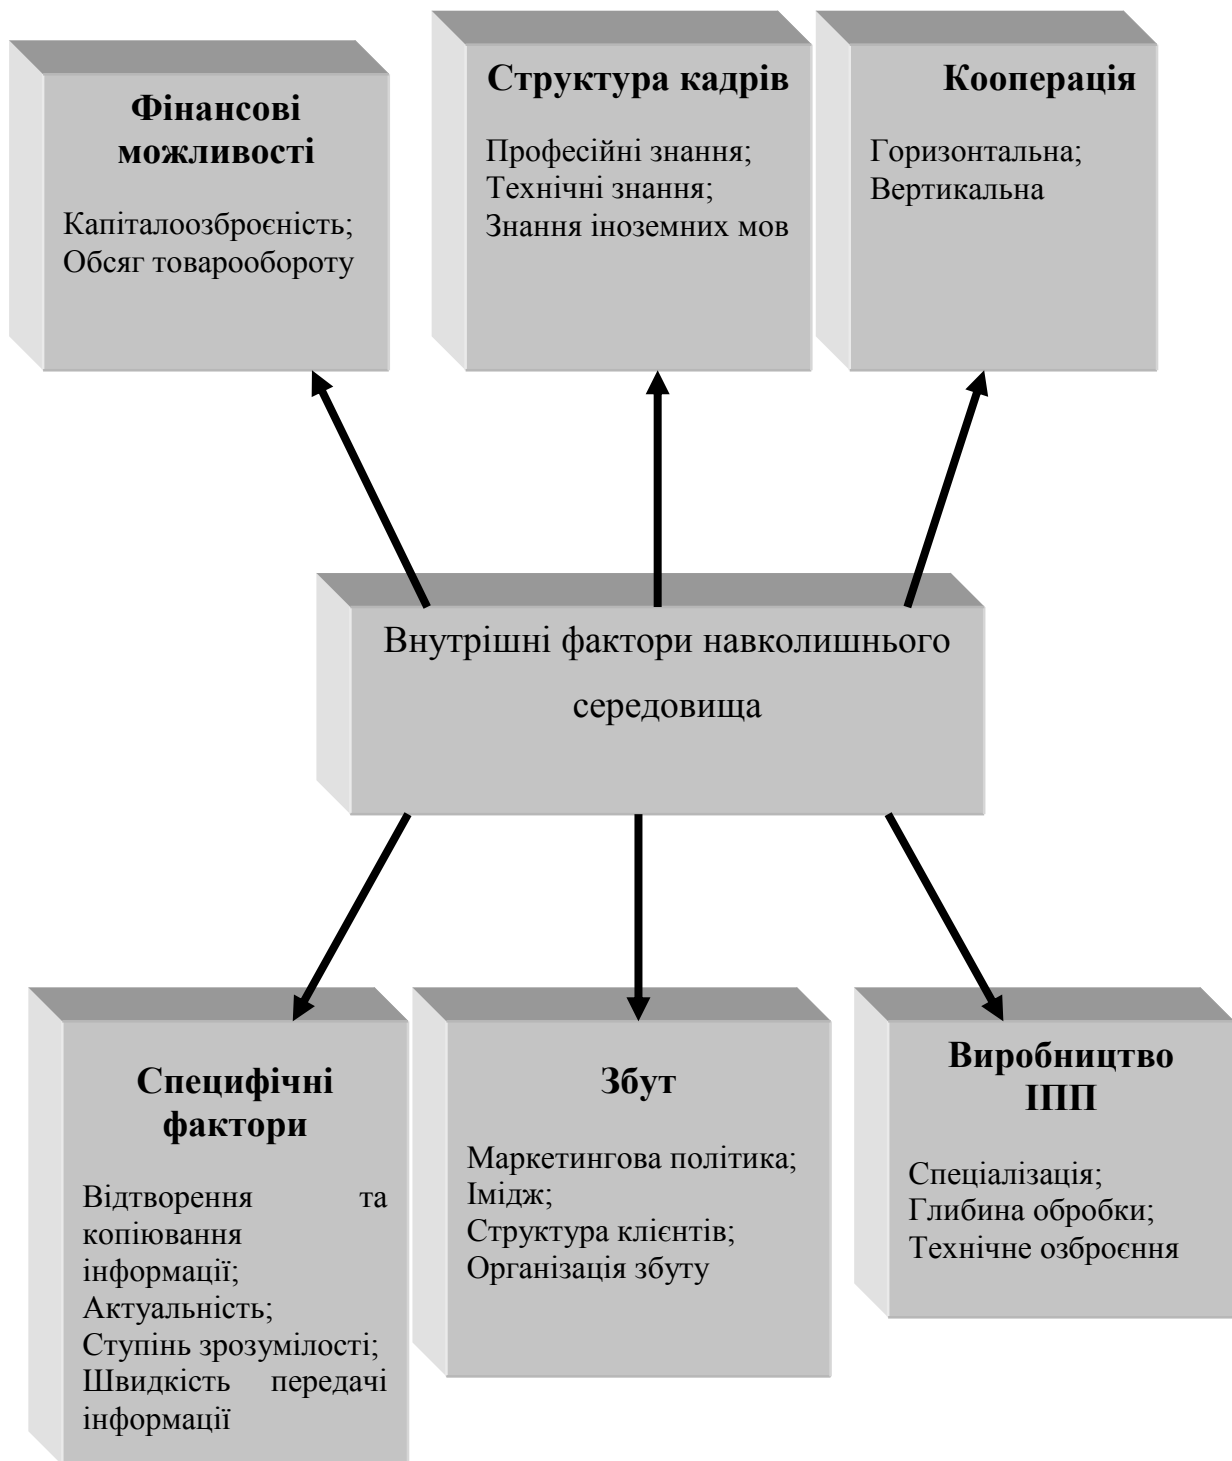 Фінансові
можливості
Капіталоозброєність;
Обсяг товарообороту
Структура кадрів
Професійні знання;
Технічні знання;
Знання іноземних мов
Кооперація
Горизонтальна;
Вертикальна
Внутрішні фактори навколишнього
середовища
Специфічні
фактори
Відтворення та
копіювання
інформації;
Актуальність;
Ступінь зрозумілості;
Швидкість передачі
інформації
Збут
Маркетингова політика;
Імідж;
Структура клієнтів;
Організація збуту
Виробництво
ІПП
Спеціалізація;
Глибина обробки;
Технічне озброєння